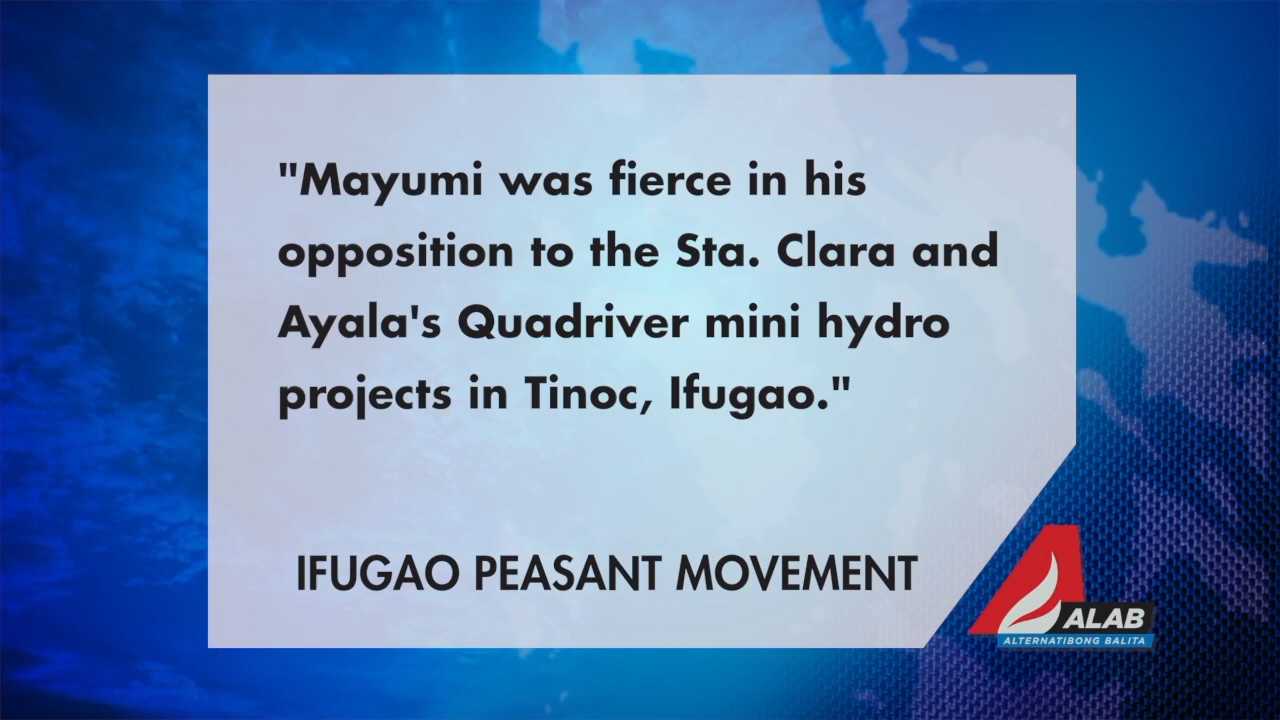 "Mayumi was fierce in his
opposition to the Sta. Clara and
Ayala's Quadriver mini hydro
projects in Tinoc, Ifugao."
IFUGAO PEASANT MOVEMENT
ALAB
ALTERNATIBONG BALITA